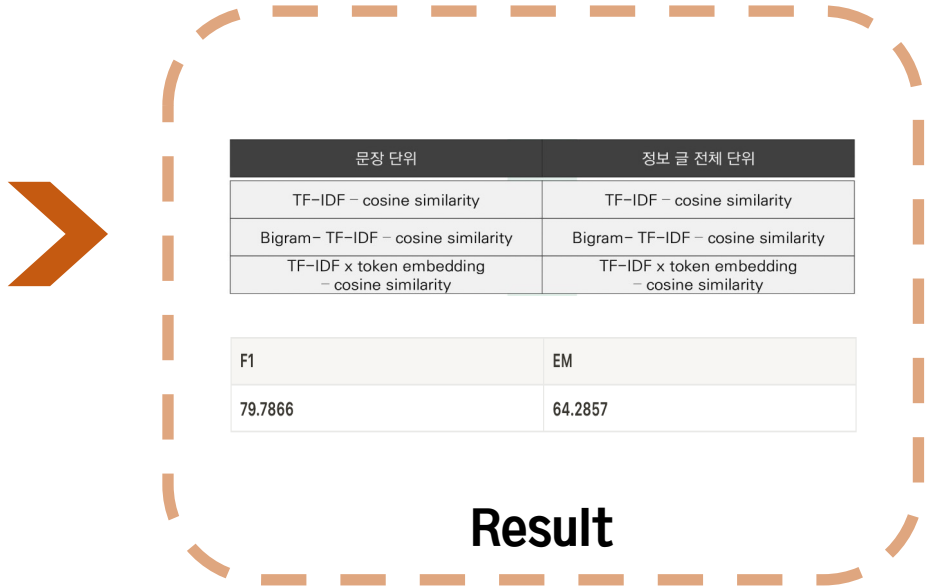 문장 단위 정보 글 전체 단위
TF-IDF – cosine similarity TF-IDF – cosine similarity
Bigram- TF-IDF – cosine similarity Bigram- TF-IDF – cosine similarity
TF-IDF x token embedding TF-IDF x token embedding
– cosine similarity – cosine similarity
F1 EM
79.7866 64.2857
Result